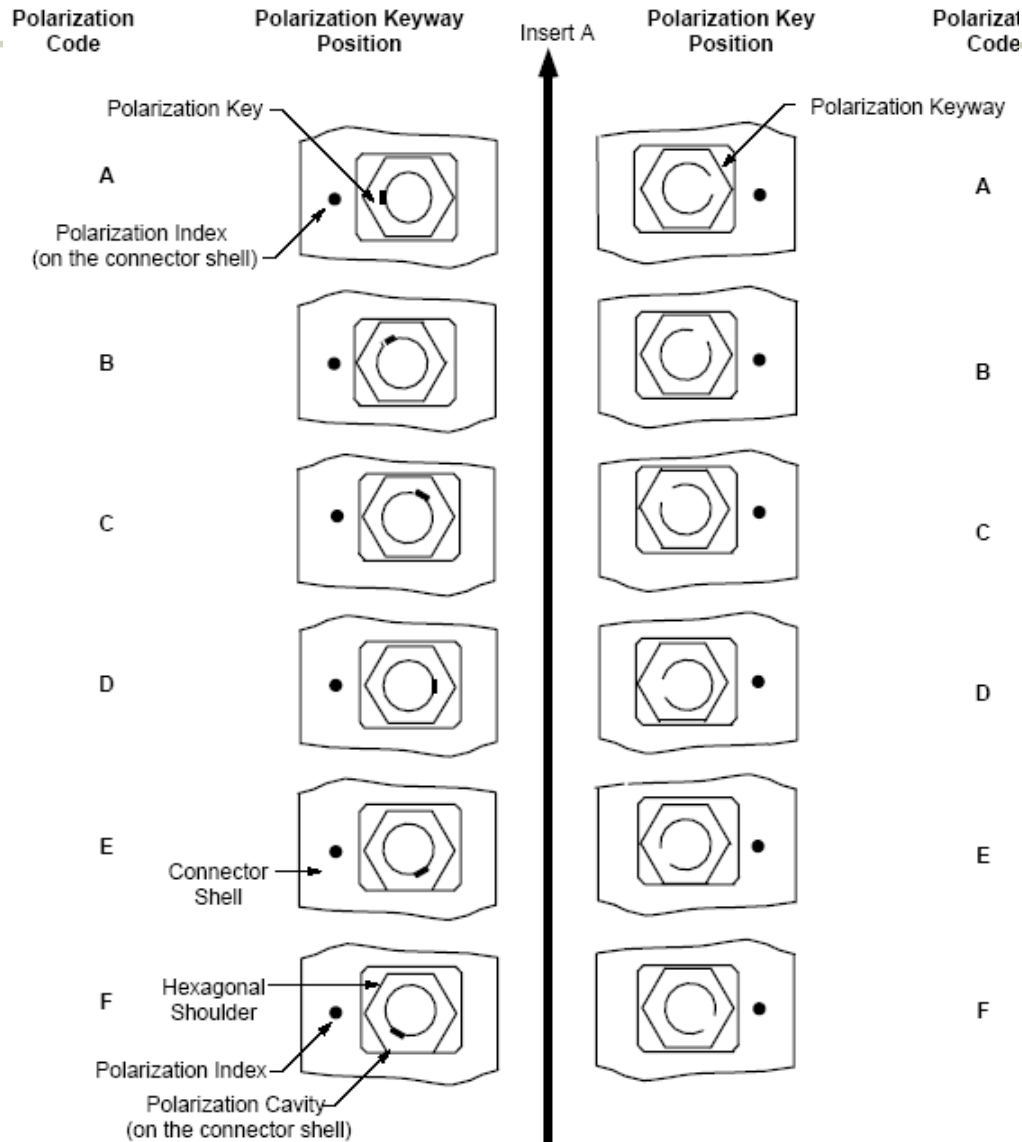 Polarization
Code
Polarization Keyway
Position
Insert A
Polarization Key
Position
Polarizat
Code
Polarization Key
Polarization Keyway
A
A
Polarization Index
(on the connector shell)
B
B
C
C
D
D
E
E
Connector
Shell
F
Hexagonal
Shoulder
F
Polarization Index
Polarization Cavity
(on the connector shell)